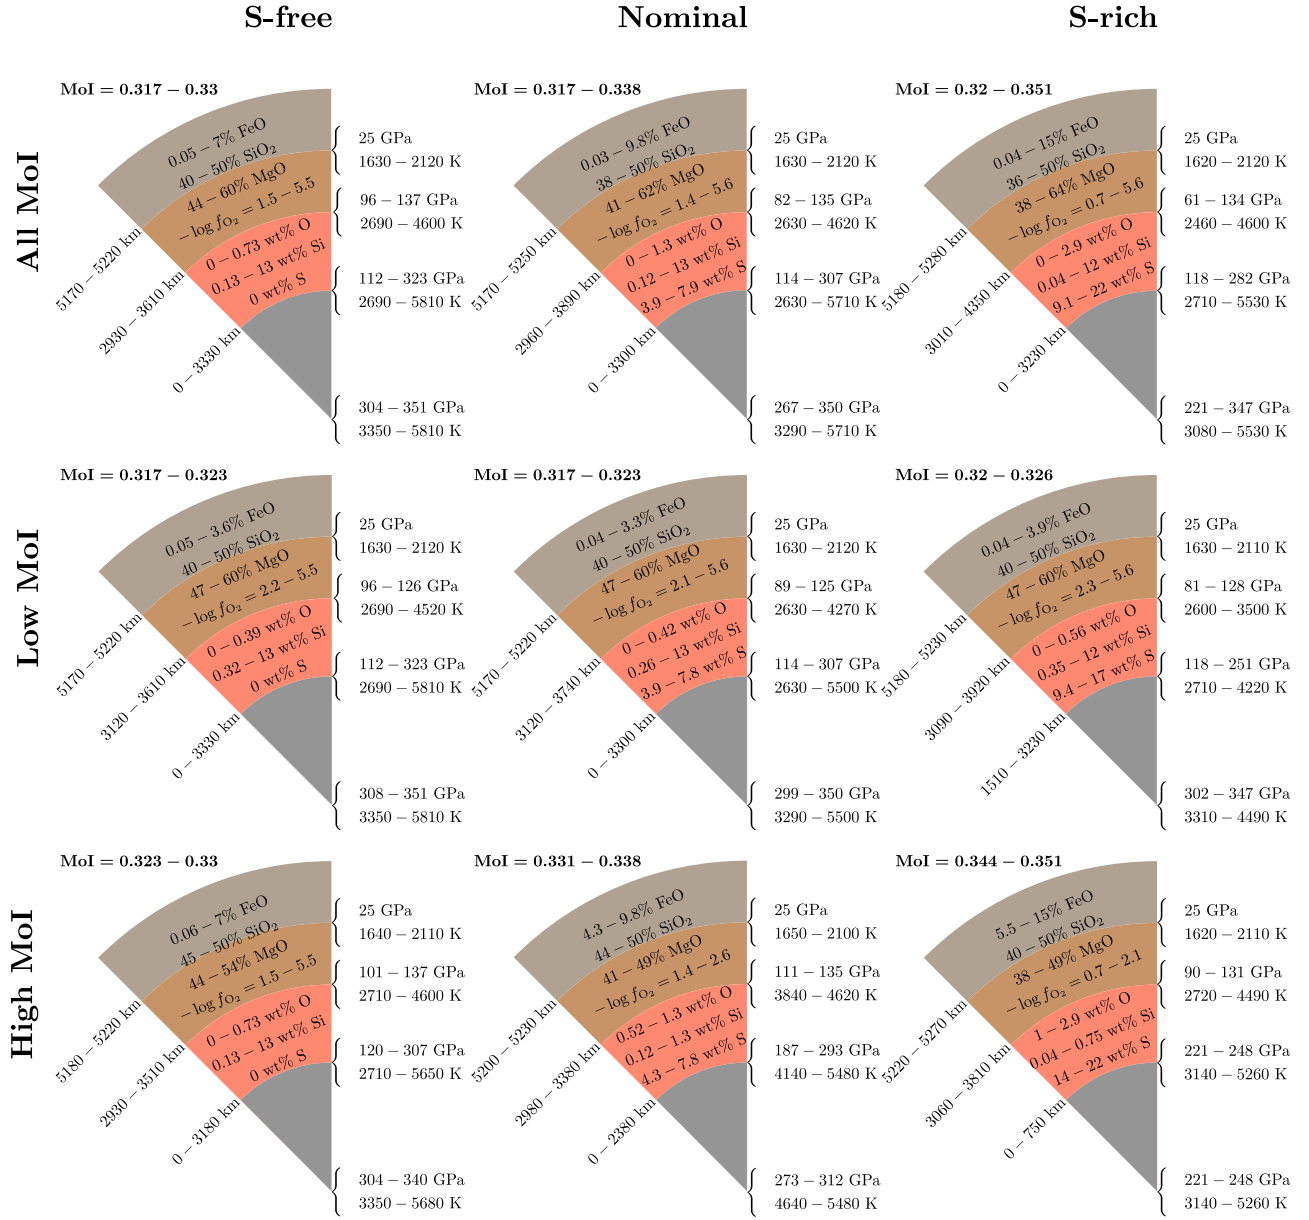 S-free
Nominal
S-rich
All MoI
MoI = 0.317 – 0.33
0.05 – 7% FeO
40 – 50% SiO₂
44 – 60% MgO
– log fO₂ = 1.5 – 5.5
0 – 0.73 wt% O
0.13 – 13 wt% Si
0 wt% S
5170 – 5220 km
2930 – 3610 km
0 – 3330 km
25 GPa
1630 – 2120 K
96 – 137 GPa
2690 – 4600 K
112 – 323 GPa
2690 – 5810 K
304 – 351 GPa
3350 – 5810 K
MoI = 0.317 – 0.338
0.03 – 9.8% FeO
38 – 50% SiO₂
41 – 62% MgO
– log fO₂ = 1.4 – 5.6
0 – 1.3 wt% O
0.12 – 13 wt% Si
3.9 – 7.9 wt% S
5170 – 5250 km
2960 – 3890 km
0 – 3300 km
25 GPa
1630 – 2120 K
82 – 135 GPa
2630 – 4620 K
114 – 307 GPa
2630 – 5710 K
267 – 350 GPa
3290 – 5710 K
MoI = 0.32 – 0.351
0.04 – 15% FeO
36 – 50% SiO₂
38 – 64% MgO
– log fO₂ = 0.7 – 5.6
0 – 2.9 wt% O
0.04 – 12 wt% Si
9.1 – 22 wt% S
5180 – 5280 km
3010 – 4350 km
0 – 3230 km
25 GPa
1620 – 2120 K
61 – 134 GPa
2460 – 4600 K
118 – 282 GPa
2710 – 5530 K
221 – 347 GPa
3080 – 5530 K
Low MoI
MoI = 0.317 – 0.323
0.05 – 3.6% FeO
40 – 50% SiO₂
47 – 60% MgO
– log fO₂ = 2.2 – 5.5
0 – 0.39 wt% O
0.32 – 13 wt% Si
0 wt% S
5170 – 5220 km
3120 – 3610 km
0 – 3330 km
25 GPa
1630 – 2120 K
96 – 126 GPa
2690 – 4520 K
112 – 323 GPa
2690 – 5810 K
308 – 351 GPa
3350 – 5810 K
MoI = 0.317 – 0.323
0.04 – 3.3% FeO
40 – 50% SiO₂
47 – 60% MgO
– log fO₂ = 2.1 – 5.6
0 – 0.42 wt% O
0.26 – 13 wt% Si
3.9 – 7.8 wt% S
5170 – 5220 km
3120 – 3740 km
0 – 3300 km
25 GPa
1630 – 2120 K
89 – 125 GPa
2630 – 4270 K
114 – 307 GPa
2630 – 5500 K
299 – 350 GPa
3290 – 5500 K
MoI = 0.32 – 0.326
0.04 – 3.9% FeO
40 – 50% SiO₂
47 – 60% MgO
– log fO₂ = 2.3 – 5.6
0 – 0.56 wt% O
0.35 – 12 wt% Si
9.4 – 17 wt% S
5180 – 5230 km
3090 – 3920 km
1510 – 3230 km
25 GPa
1630 – 2110 K
81 – 128 GPa
2600 – 3500 K
118 – 251 GPa
2710 – 4220 K
302 – 347 GPa
3310 – 4490 K
High MoI
MoI = 0.323 – 0.33
0.06 – 7% FeO
45 – 50% SiO₂
44 – 54% MgO
– log fO₂ = 1.5 – 5.5
0 – 0.73 wt% O
0.13 – 13 wt% Si
0 wt% S
5180 – 5220 km
2930 – 3510 km
0 – 3180 km
25 GPa
1640 – 2110 K
101 – 137 GPa
2710 – 4600 K
120 – 307 GPa
2710 – 5650 K
304 – 340 GPa
3350 – 5680 K
MoI = 0.331 – 0.338
4.3 – 9.8% FeO
44 – 50% SiO₂
41 – 49% MgO
– log fO₂ = 1.4 – 2.6
0.52 – 1.3 wt% O
0.12 – 1.3 wt% Si
4.3 – 7.8 wt% S
5200 – 5230 km
2980 – 3380 km
0 – 2380 km
25 GPa
1650 – 2100 K
111 – 135 GPa
3840 – 4620 K
187 – 293 GPa
4140 – 5480 K
273 – 312 GPa
4640 – 5480 K
MoI = 0.344 – 0.351
5.5 – 15% FeO
40 – 50% SiO₂
38 – 49% MgO
– log fO₂ = 0.7 – 2.1
1 – 2.9 wt% O
0.04 – 0.75 wt% Si
14 – 22 wt% S
5220 – 5270 km
3060 – 3810 km
0 – 750 km
25 GPa
1620 – 2110 K
90 – 131 GPa
2720 – 4490 K
221 – 248 GPa
3140 – 5260 K
221 – 248 GPa
3140 – 5260 K